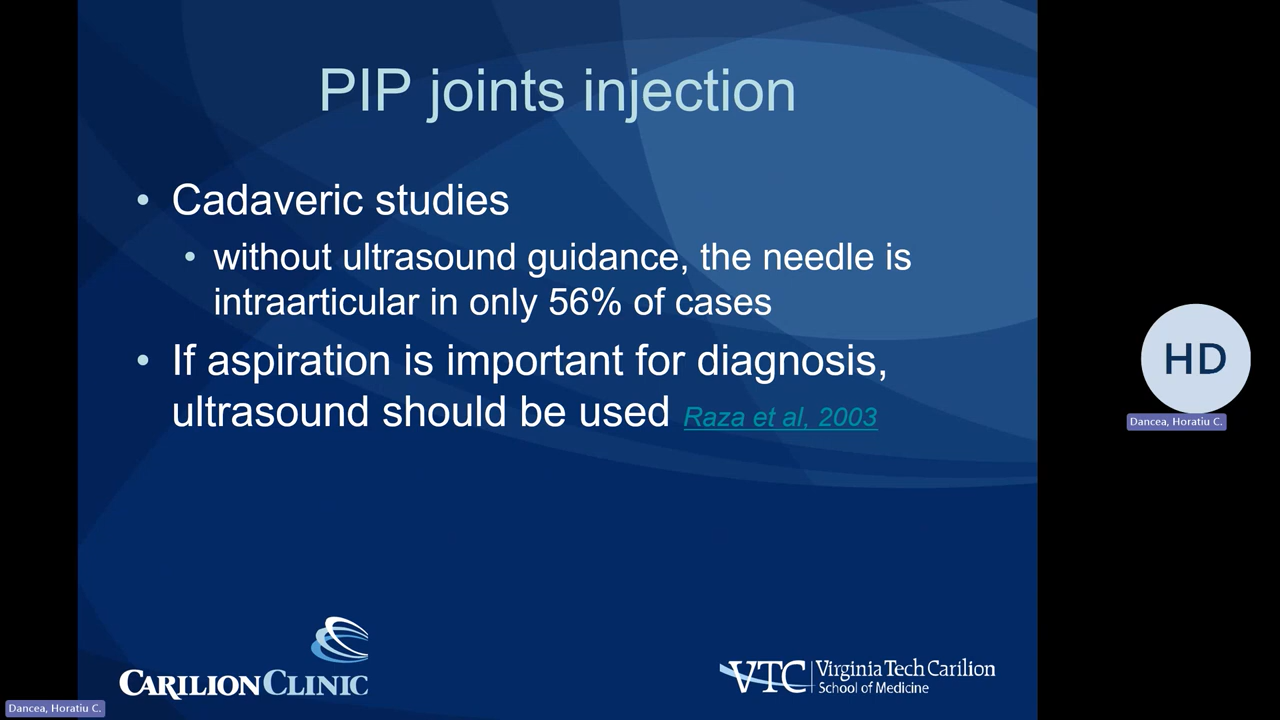 PIP joints injection
• Cadaveric studies
• without ultrasound guidance, the needle is
intraarticular in only 56% of cases
• If aspiration is important for diagnosis,
ultrasound should be used Raza et al, 2003
HD
Dancea, Horatiu C.
CARILION CLINIC
VTC Virginia Tech Carilion
School of Medicine
Dancea, Horatiu C.